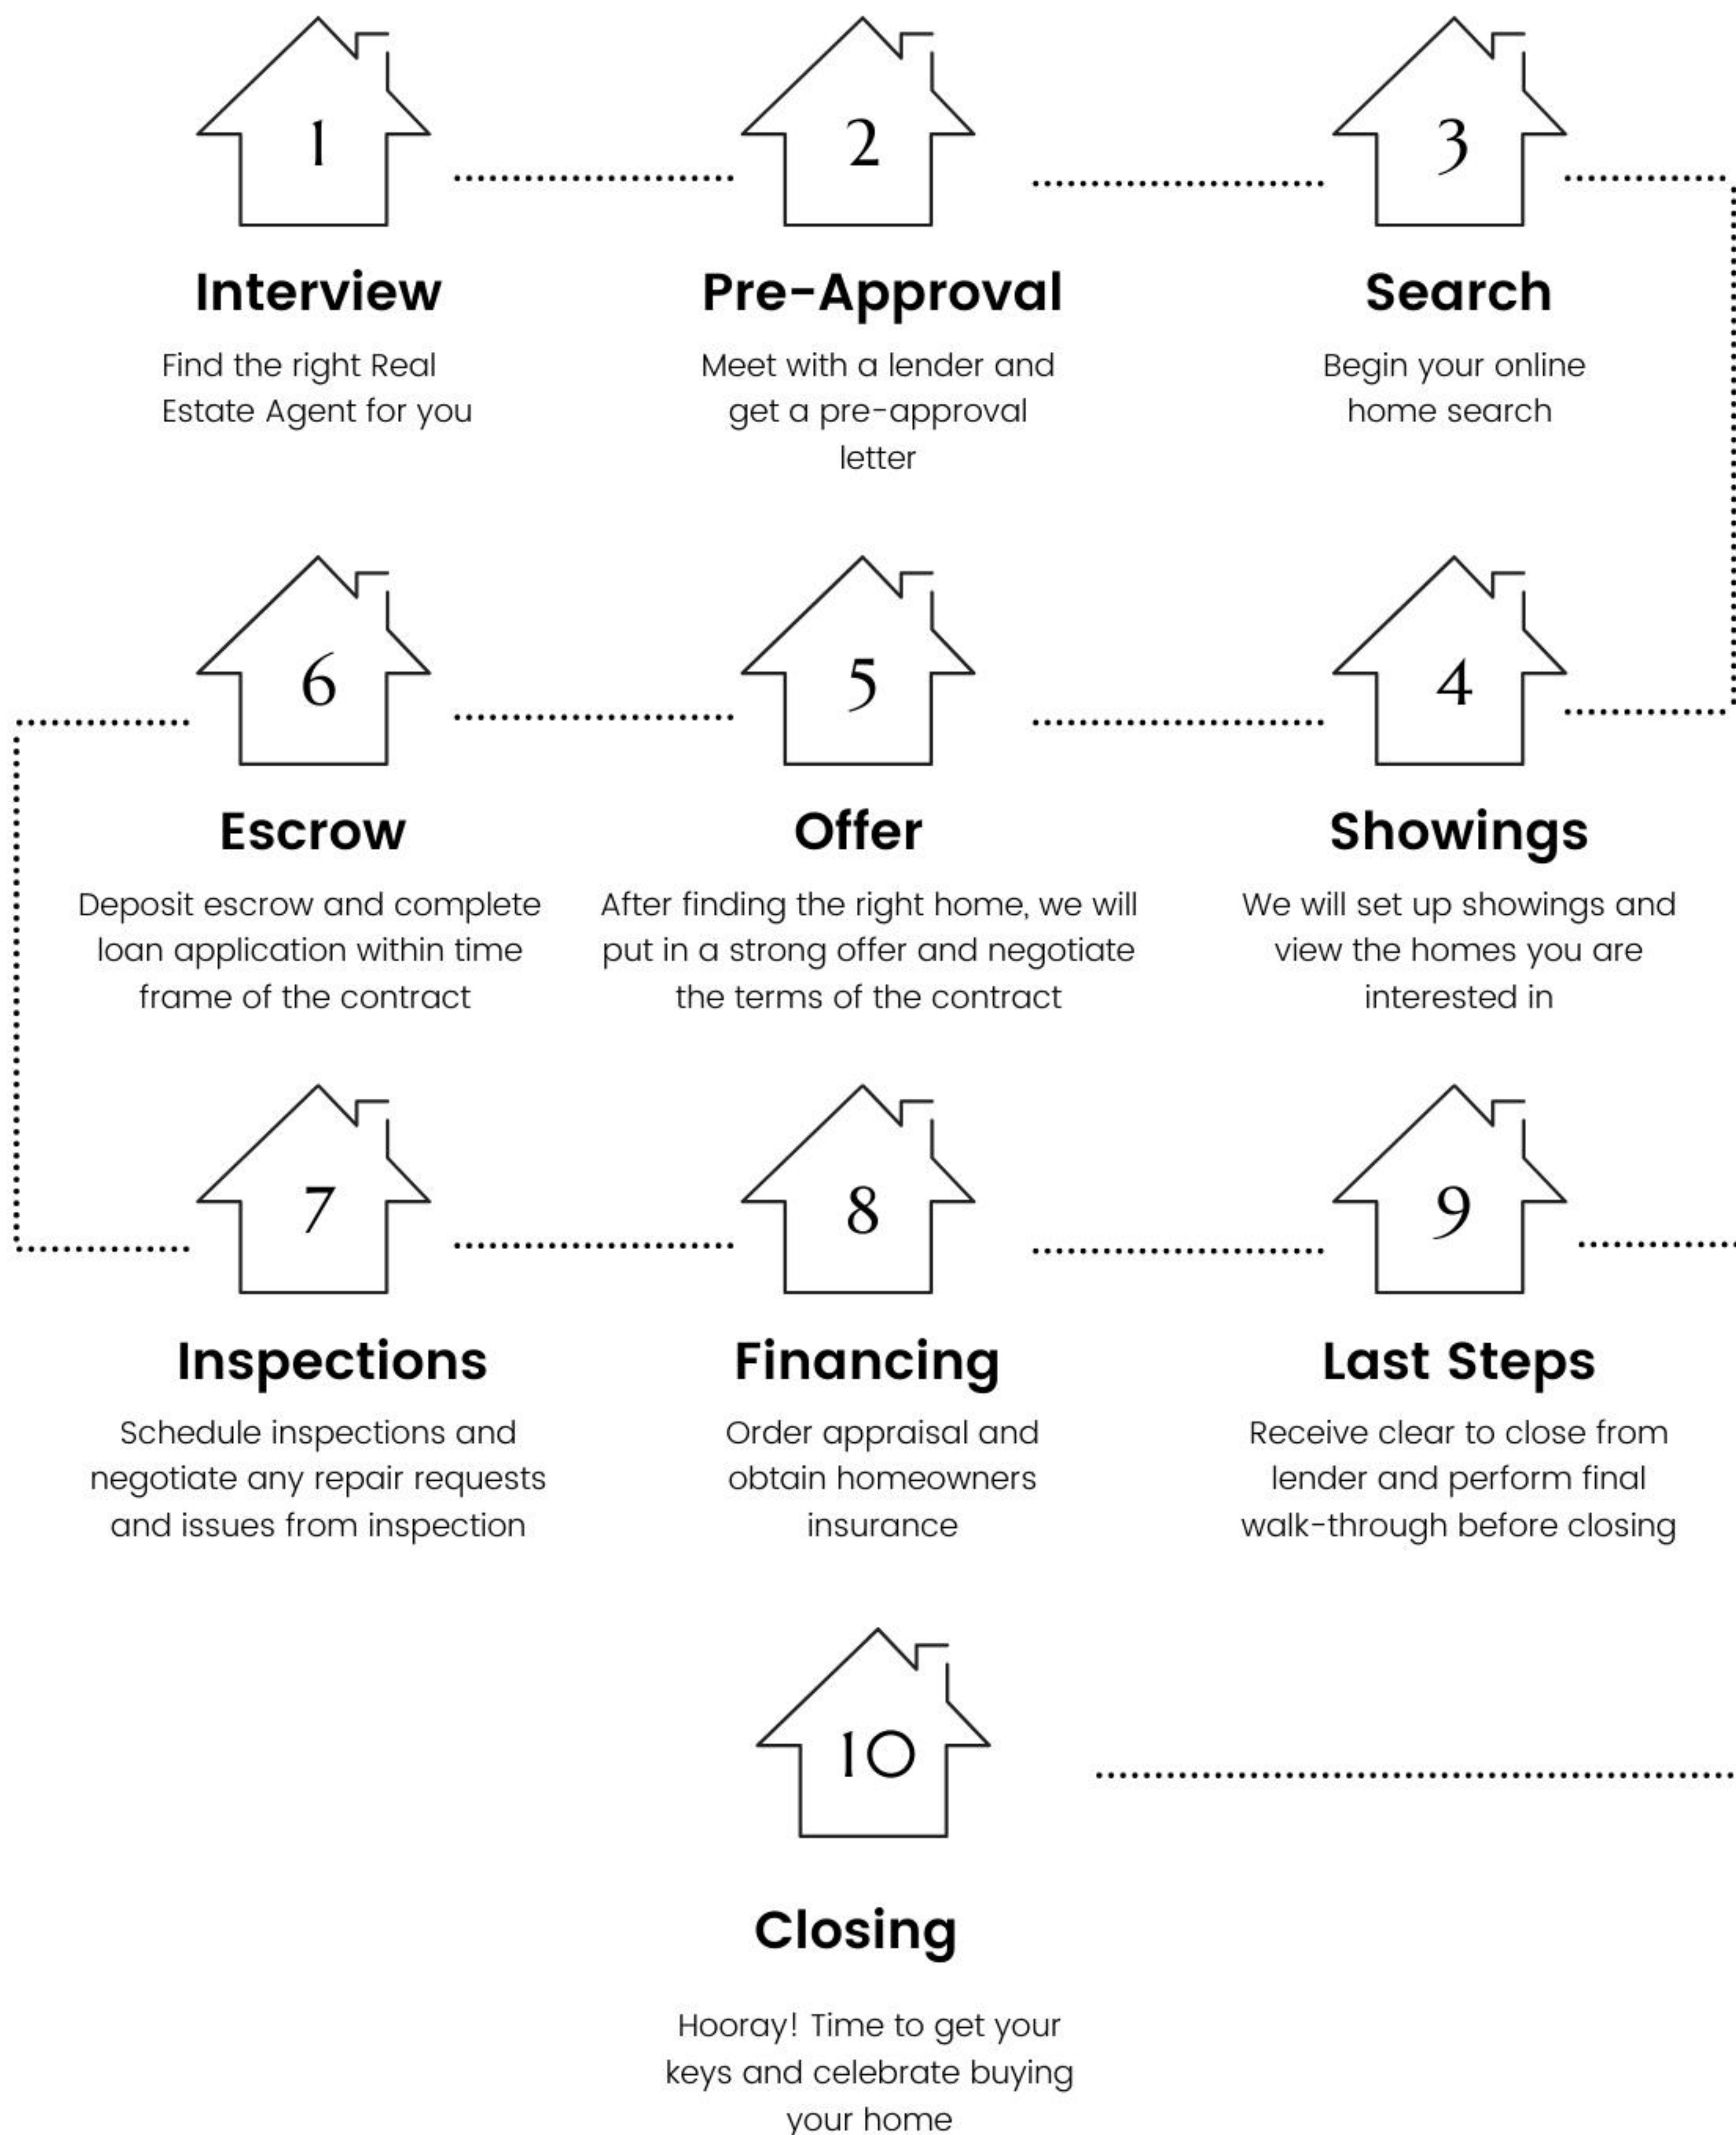 1
Interview
Find the right Real
Estate Agent for you
2
Pre-Approval
Meet with a lender and
get a pre-approval
letter
3
Search
Begin your online
home search
4
Showings
We will set up showings and
view the homes you are
interested in
5
Offer
After finding the right home, we will
put in a strong offer and negotiate
the terms of the contract
6
Escrow
Deposit escrow and complete
loan application within time
frame of the contract
7
Inspections
Schedule inspections and
negotiate any repair requests
and issues from inspection
8
Financing
Order appraisal and
obtain homeowners
insurance
9
Last Steps
Receive clear to close from
lender and perform final
walk-through before closing
10
Closing
Hooray! Time to get your
keys and celebrate buying
your home